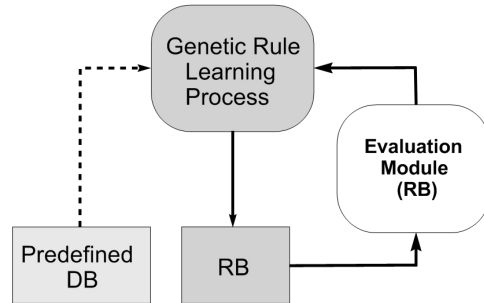 Genetic Rule
Learning
Process
Evaluation
Module
(RB)
Predefined
DB
RB